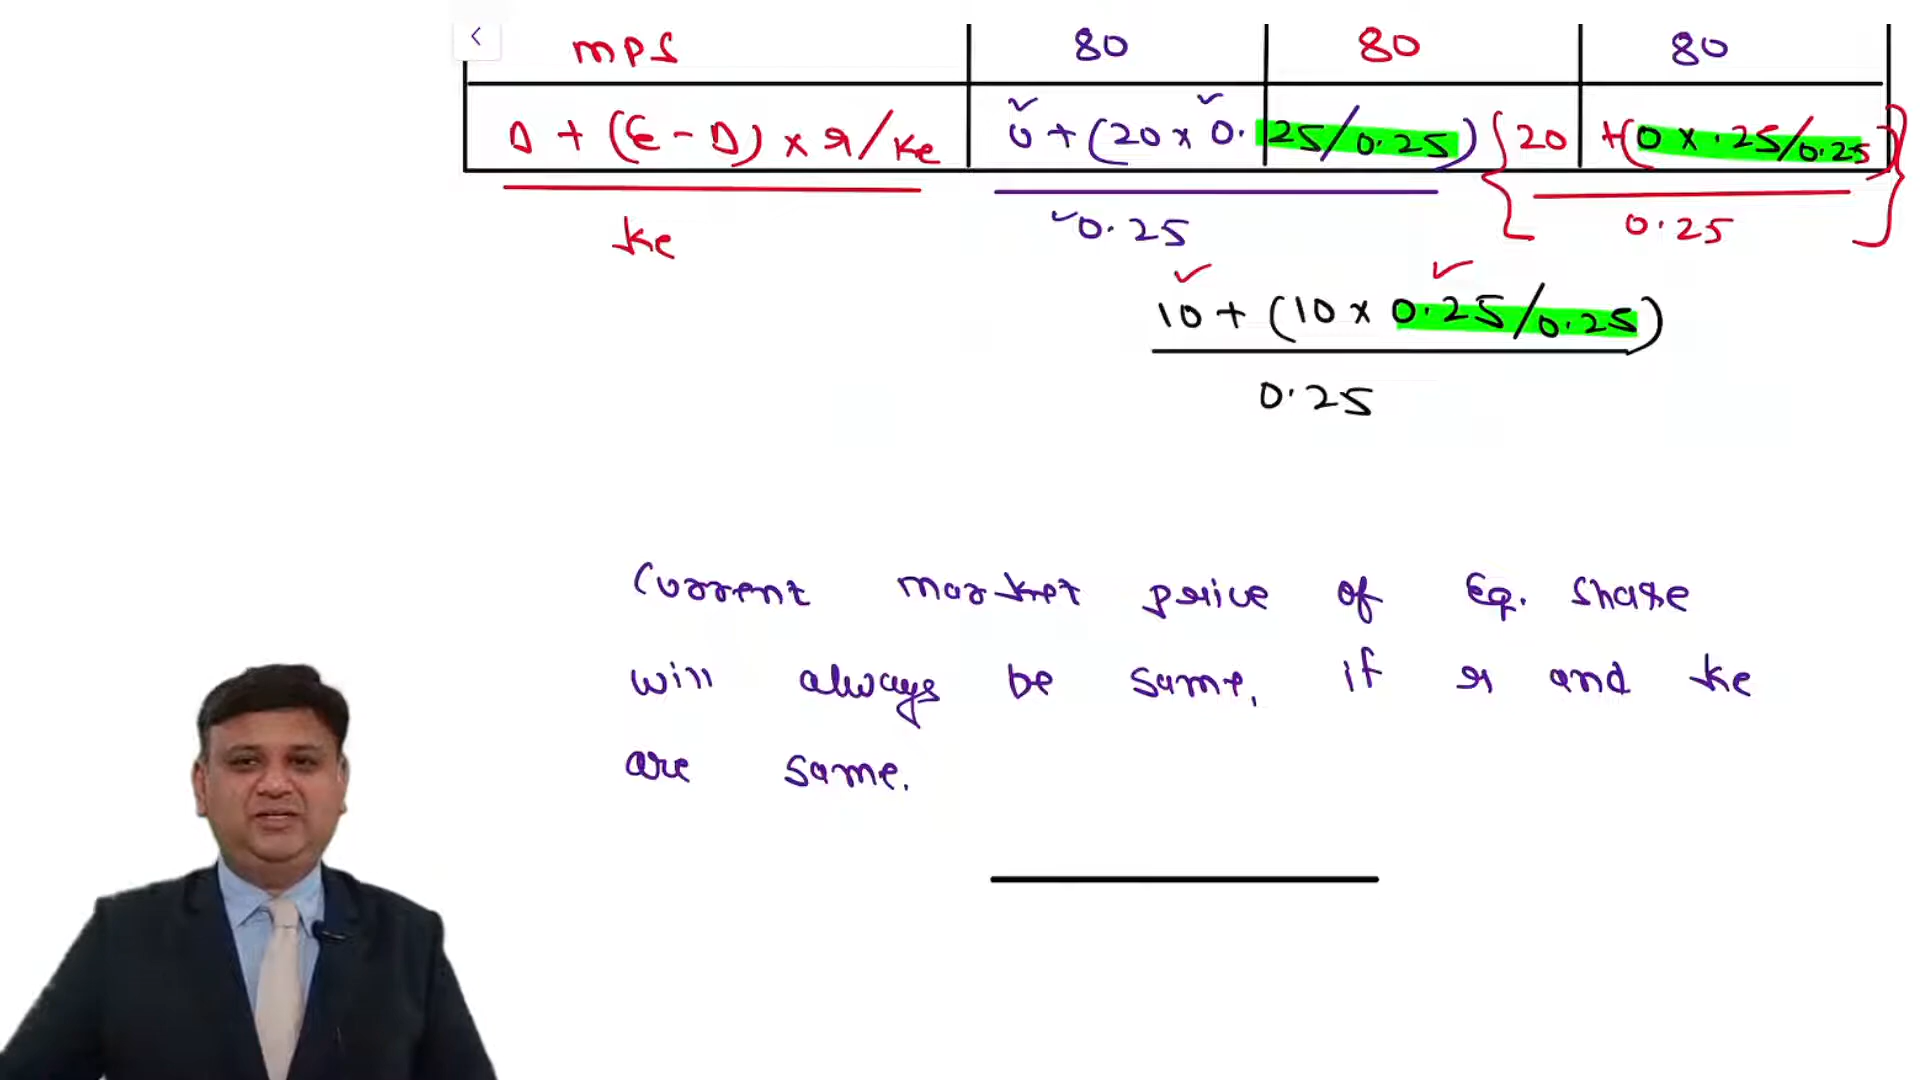 mps 80 80 80
D + (E - D) × r/ke 0 + (20 × 0.25/0.25) {20 + (0 × .25/0.25)}
ke 0.25 0.25
10 + (10 × 0.25/0.25)
0.25
Current market price of Eq. Share
will always be same, if r and ke
are same.